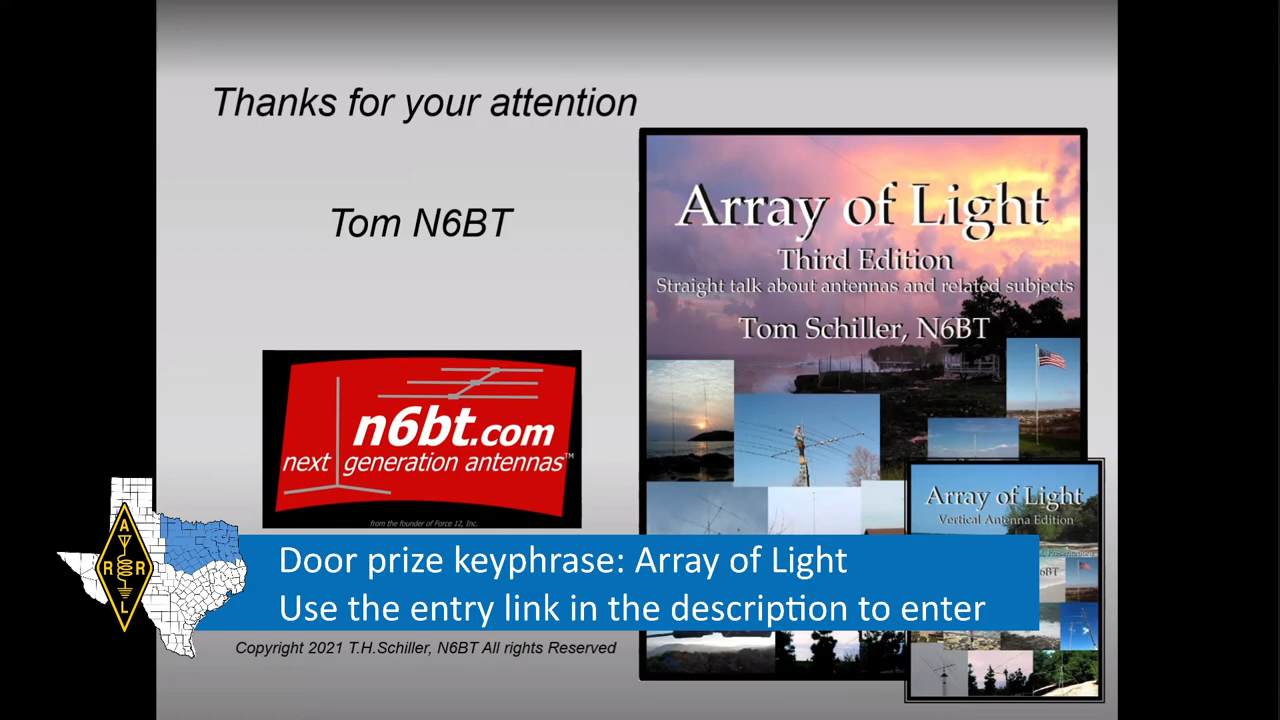 Thanks for your attention
Tom N6BT
Array of Light
Third Edition
Straight talk about antennas and related subjects
Tom Schiller, N6BT
n6bt.com
next generation antennas™
from the founder of Force 12, Inc.
Array of Light
Vertical Antenna Edition
A
R R
L
Door prize keyphrase: Array of Light
Use the entry link in the description to enter
Copyright 2021 T.H.Schiller, N6BT All rights Reserved